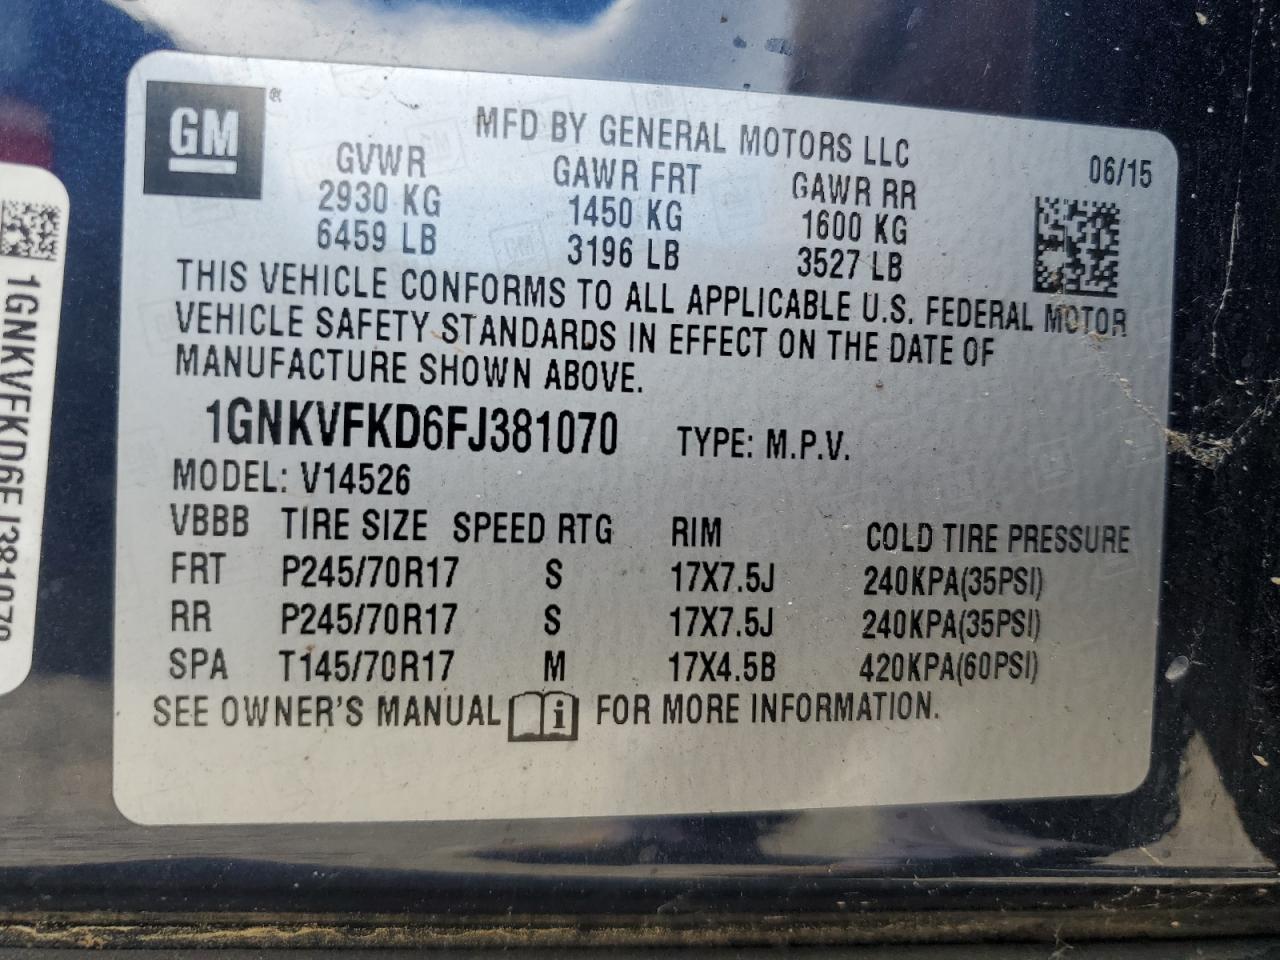 GM
®
MFD BY GENERAL MOTORS LLC
06/15
GVWR GAWR FRT GAWR RR
2930 KG 1450 KG 1600 KG
6459 LB 3196 LB 3527 LB
THIS VEHICLE CONFORMS TO ALL APPLICABLE U.S. FEDERAL MOTOR
VEHICLE SAFETY STANDARDS IN EFFECT ON THE DATE OF
MANUFACTURE SHOWN ABOVE.
1GNKVFKD6FJ381070 TYPE: M.P.V.
MODEL: V14526
VBBB TIRE SIZE SPEED RTG RIM COLD TIRE PRESSURE
FRT P245/70R17 S 17X7.5J 240KPA(35PSI)
RR P245/70R17 S 17X7.5J 240KPA(35PSI)
SPA T145/70R17 M 17X4.5B 420KPA(60PSI)
SEE OWNER'S MANUAL i FOR MORE INFORMATION.
1GNKVFKD6FJ381070